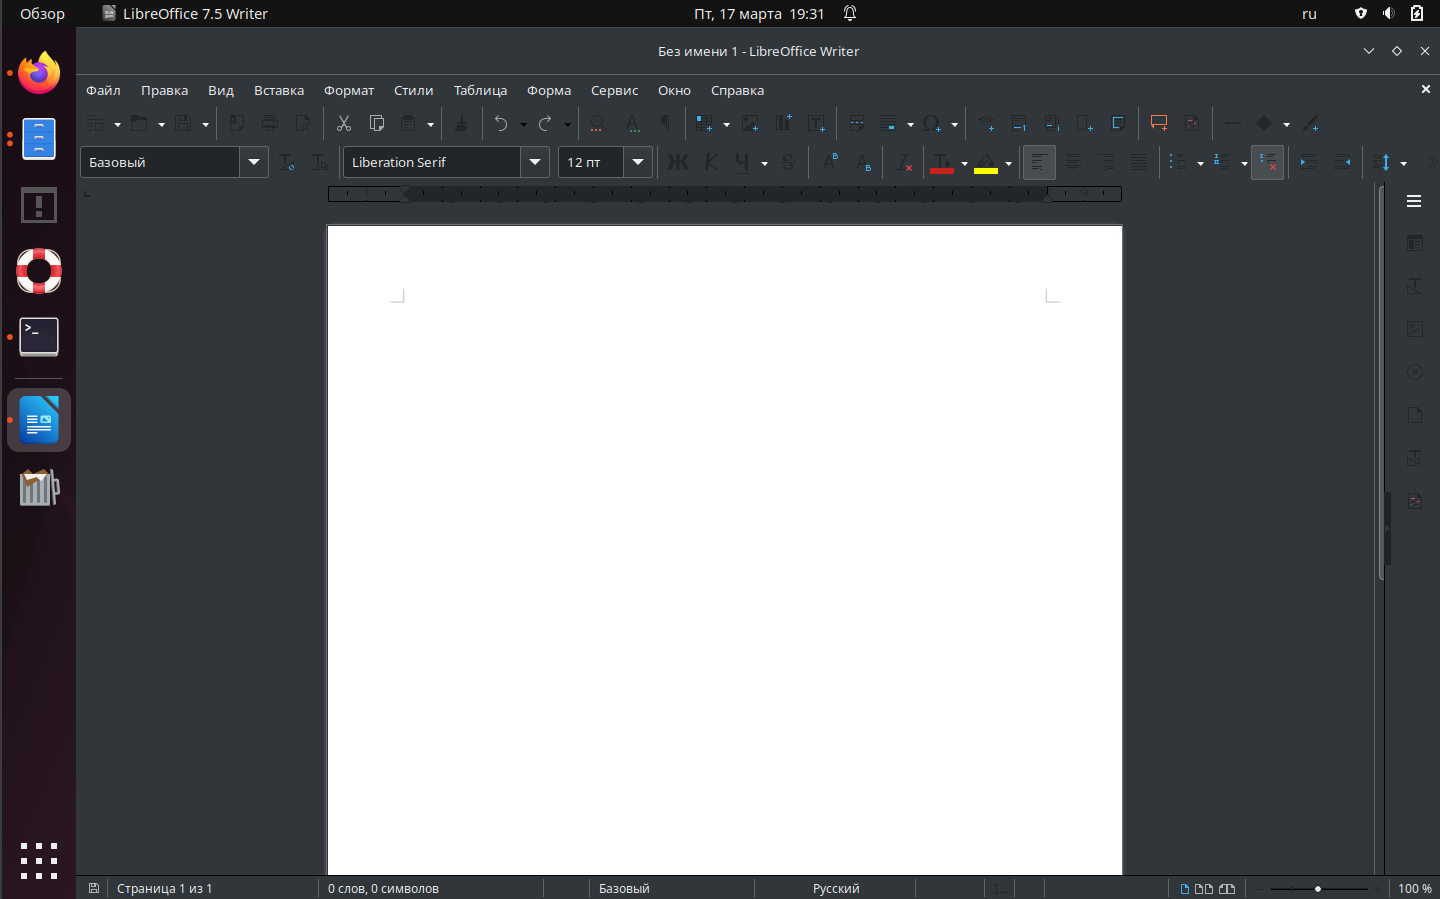 Обзор
LibreOffice 7.5 Writer
Пт, 17 марта 19:31
ru
Без имени 1 - LibreOffice Writer
Файл Правка Вид Вставка Формат Стили Таблица Форма Сервис Окно Справка
Базовый
Liberation Serif
12 пт
Ж К Ч S
Страница 1 из 1
0 слов, 0 символов
Базовый
Русский
100 %